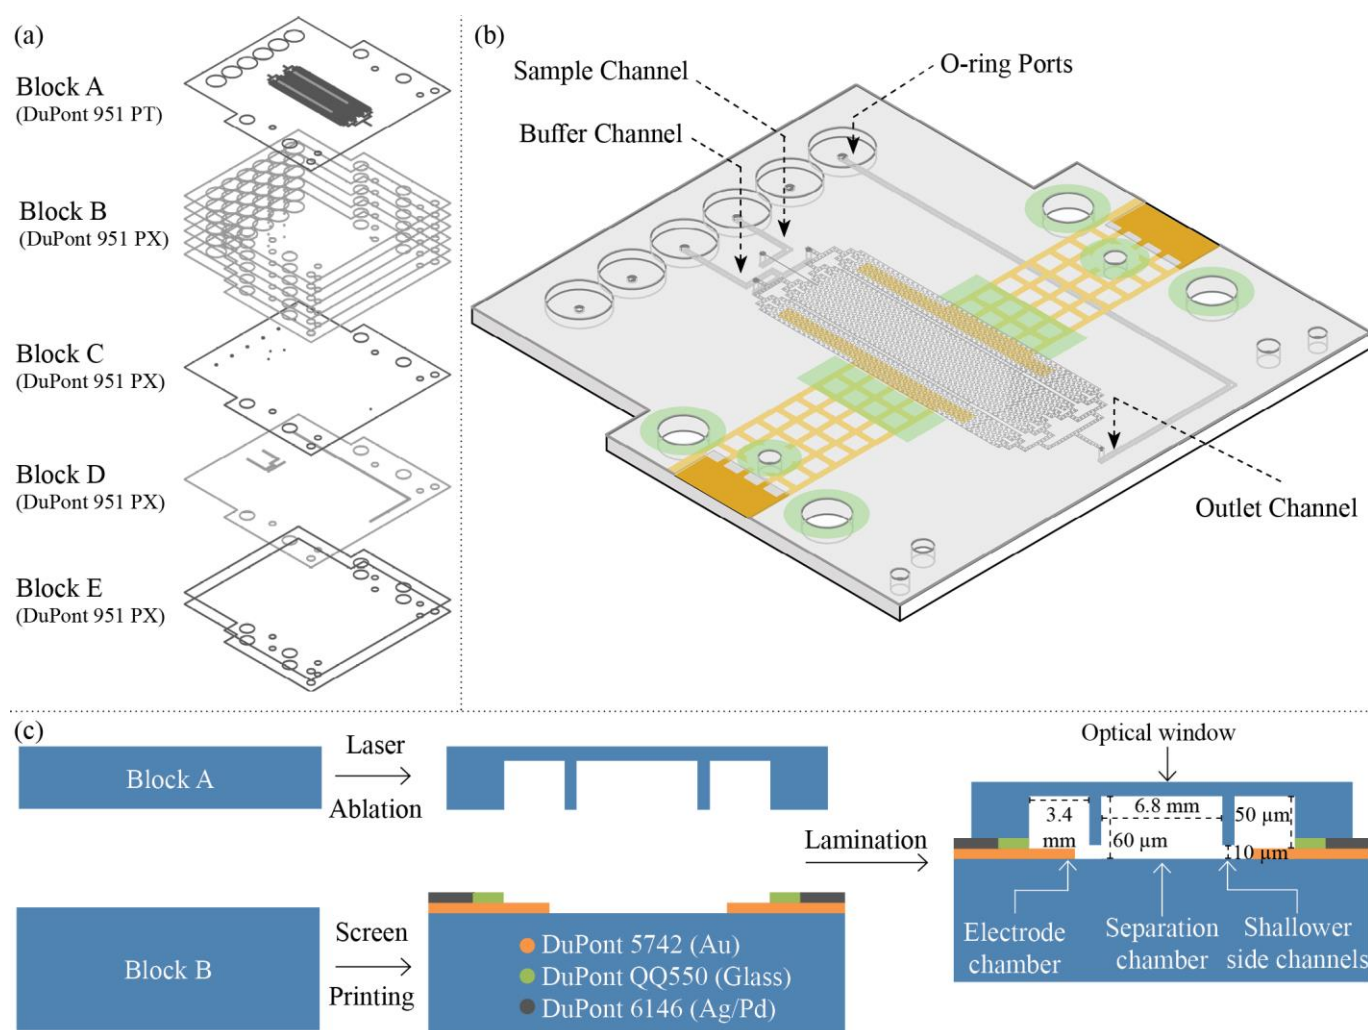 (a)
Block A
(DuPont 951 PT)
Block B
(DuPont 951 PX)
Block C
(DuPont 951 PX)
Block D
(DuPont 951 PX)
Block E
(DuPont 951 PX)
(b)
Sample Channel
O-ring Ports
Buffer Channel
Outlet Channel
(c)
Block A
Laser
Ablation
Block B
Screen
Printing
DuPont 5742 (Au)
DuPont QQ550 (Glass)
DuPont 6146 (Ag/Pd)
Lamination
Optical window
3.4
mm
6.8 mm
60 µm
50 µm
10 µm
Electrode
chamber
Separation
chamber
Shallower
side channels